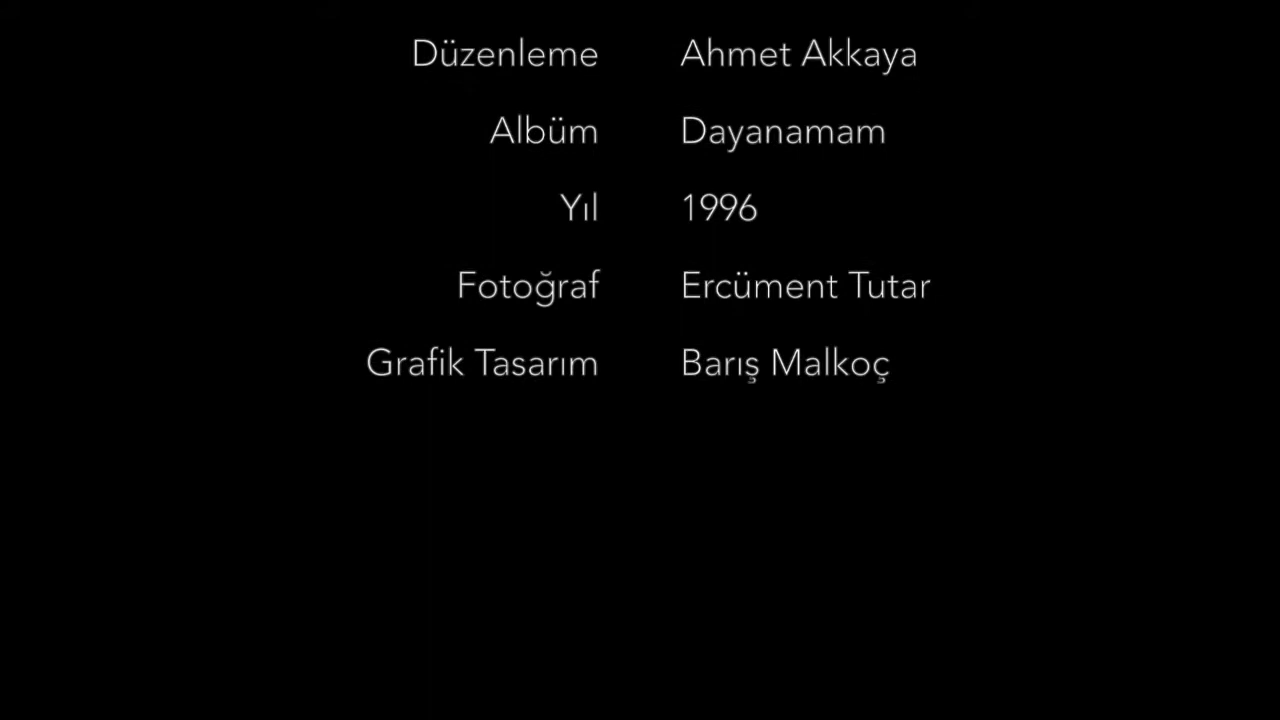 Düzenleme Ahmet Akkaya
Albüm Dayanamam
Yıl 1996
Fotoğraf Ercüment Tutar
Grafik Tasarım Barış Malkoç